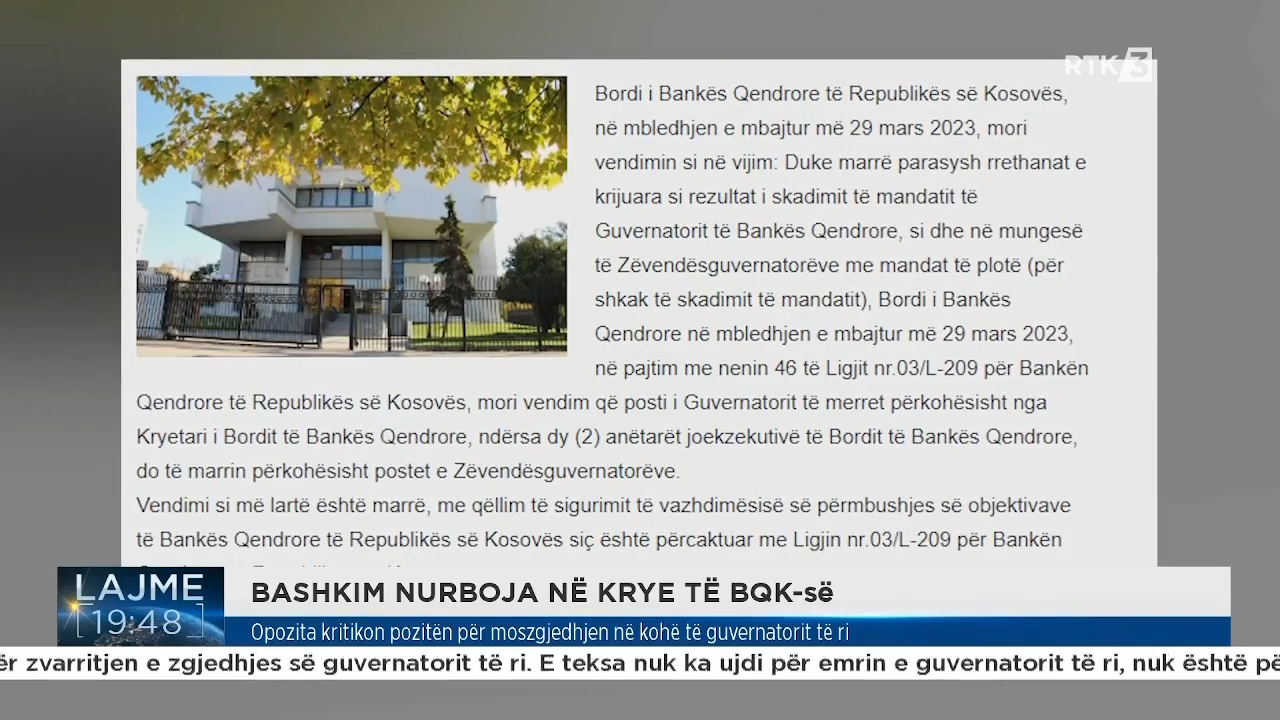 RTK 3
Bordi i Bankës Qendrore të Republikës së Kosovës,
në mbledhjen e mbajtur më 29 mars 2023, mori
vendimin si në vijim: Duke marrë parasysh rrethanat e
krijuara si rezultat i skadimit të mandatit të
Guvernatorit të Bankës Qendrore, si dhe në mungesë
të Zëvendësguvernatorëve me mandat të plotë (për
shkak të skadimit të mandatit), Bordi i Bankës
Qendrore në mbledhjen e mbajtur më 29 mars 2023,
në pajtim me nenin 46 të Ligjit nr.03/L-209 për Bankën
Qendrore të Republikës së Kosovës, mori vendim që posti i Guvernatorit të merret përkohësisht nga
Kryetari i Bordit të Bankës Qendrore, ndërsa dy (2) anëtarët joekzekutivë të Bordit të Bankës Qendrore,
do të marrin përkohësisht postet e Zëvendësguvernatorëve.
Vendimi si më lartë është marrë, me qëllim të sigurimit të vazhdimësisë së përmbushjes së objektivave
të Bankës Qendrore të Republikës së Kosovës siç është përcaktuar me Ligjin nr.03/L-209 për Bankën
LAJME
19:48
BASHKIM NURBOJA NË KRYE TË BQK-së
Opozita kritikon pozitën për moszgjedhjen në kohë të guvernatorit të ri
ër zvarritjen e zgjedhjes së guvernatorit të ri. E teksa nuk ka ujdi për emrin e guvernatorit të ri, nuk është pë